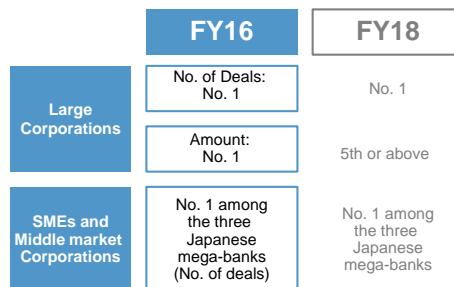 FY16
FY18
Large
Corporations
No. of Deals:
No. 1
No. 1
Amount:
No. 1
5th or above
SMEs and
Middle market
Corporations
No. 1 among
the three
Japanese
mega-banks
(No. of deals)
No. 1 among
the three
Japanese
mega-banks